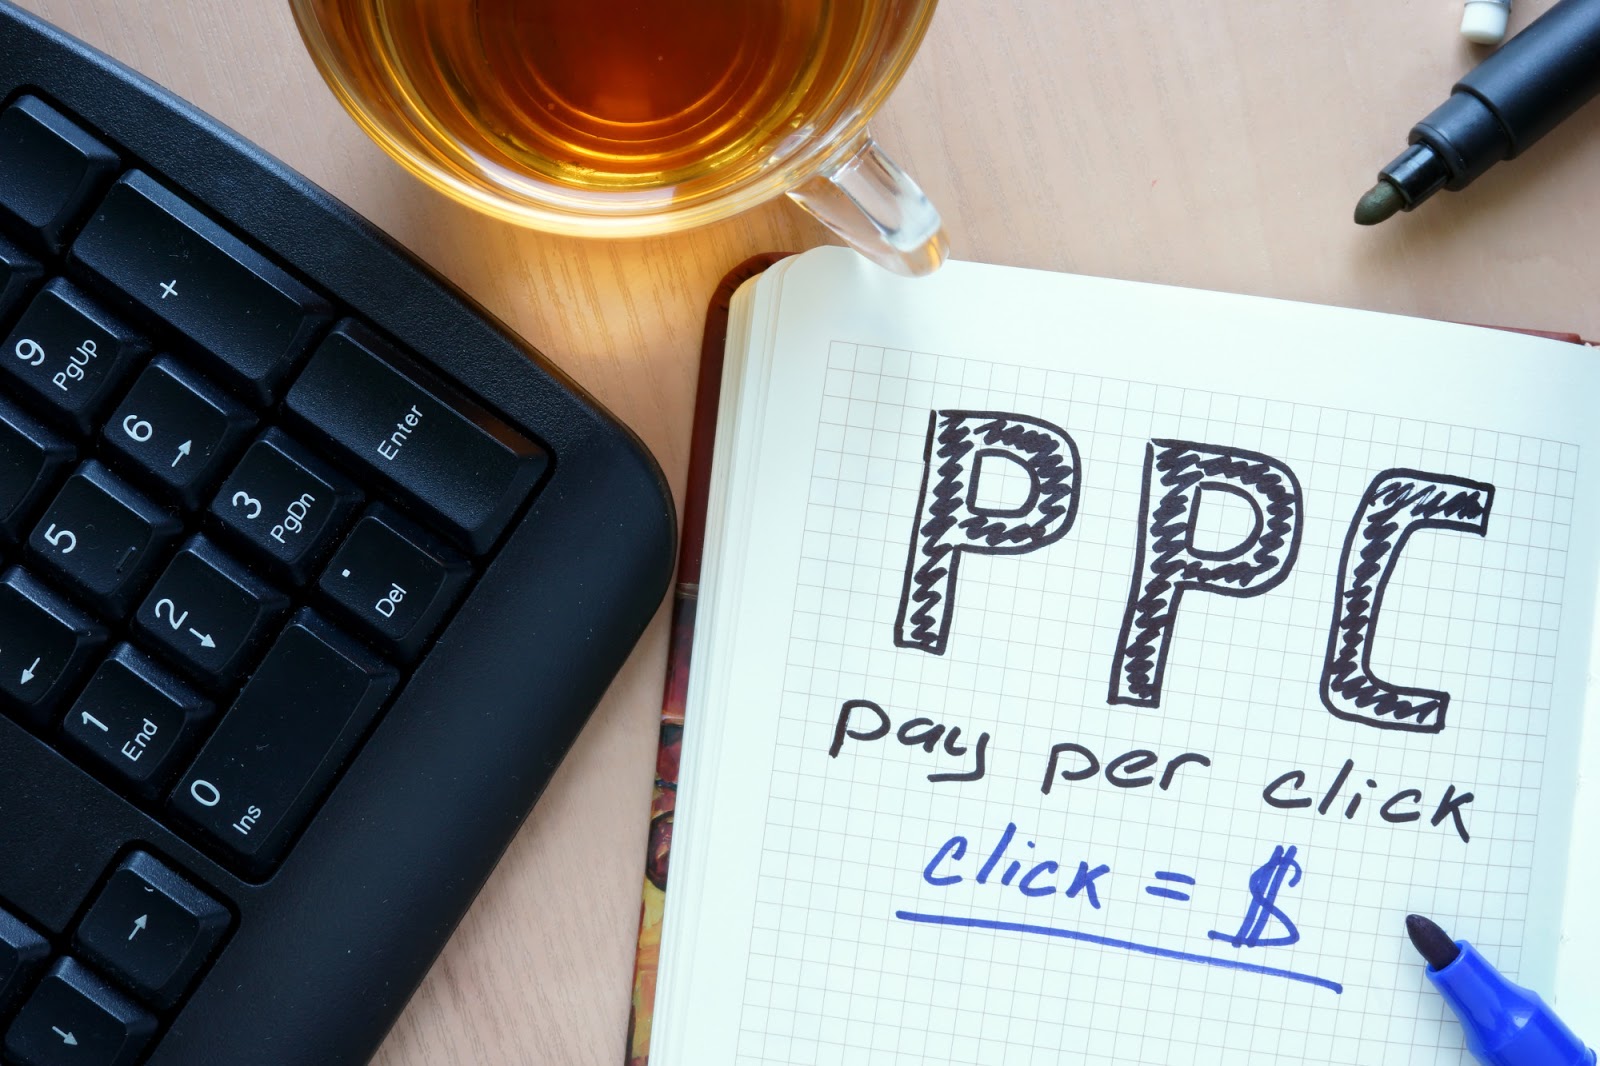 +
9
PgUp
6
Enter
5
3
PgDn
2
.
Del
1
End
0
Ins
PPC
pay per click
click = $